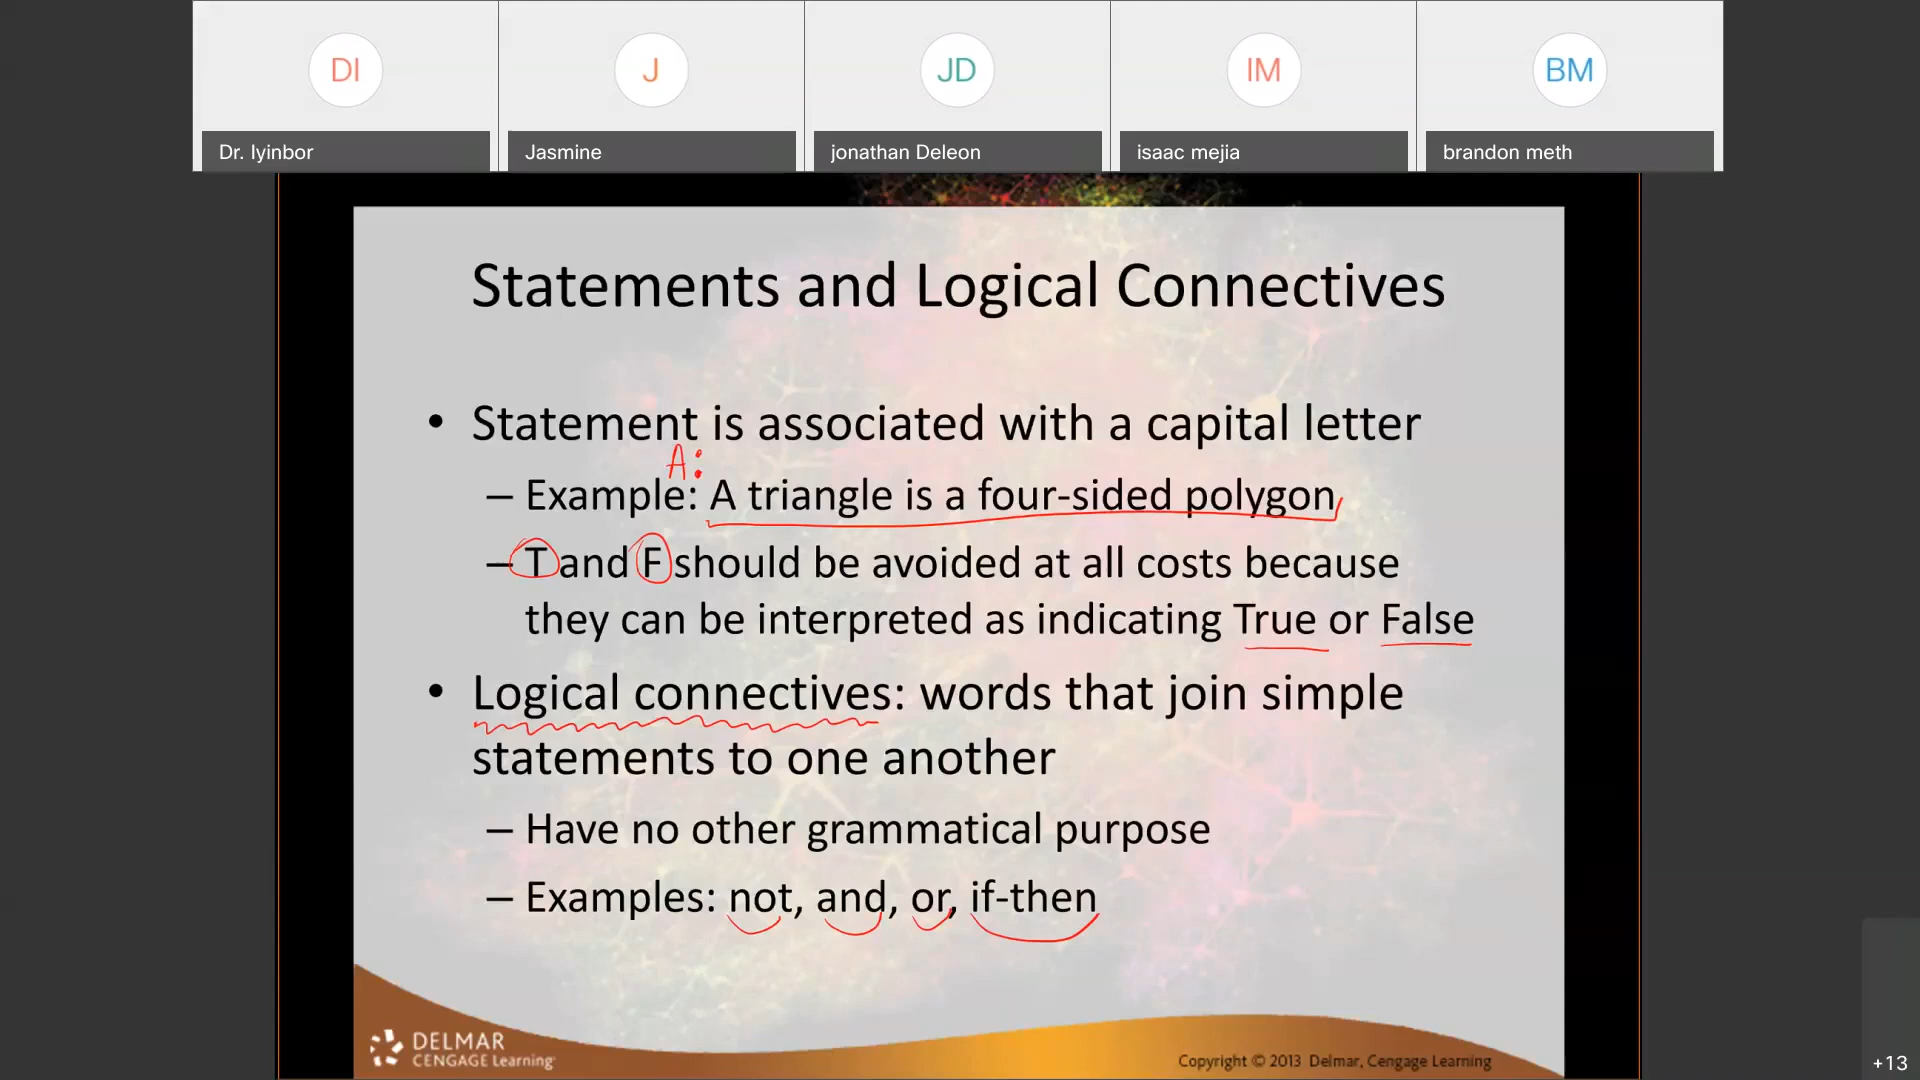 DI
J
JD
IM
BM
Dr. Iyinbor
Jasmine
jonathan Deleon
isaac mejia
brandon meth
Statements and Logical Connectives
• Statement is associated with a capital letter
A:
– Example: A triangle is a four-sided polygon
– T and F should be avoided at all costs because
they can be interpreted as indicating True or False
• Logical connectives: words that join simple
statements to one another
– Have no other grammatical purpose
– Examples: not, and, or, if-then
DELMAR
CENGAGE Learning
Copyright © 2013 Delmar, Cengage Learning
+13